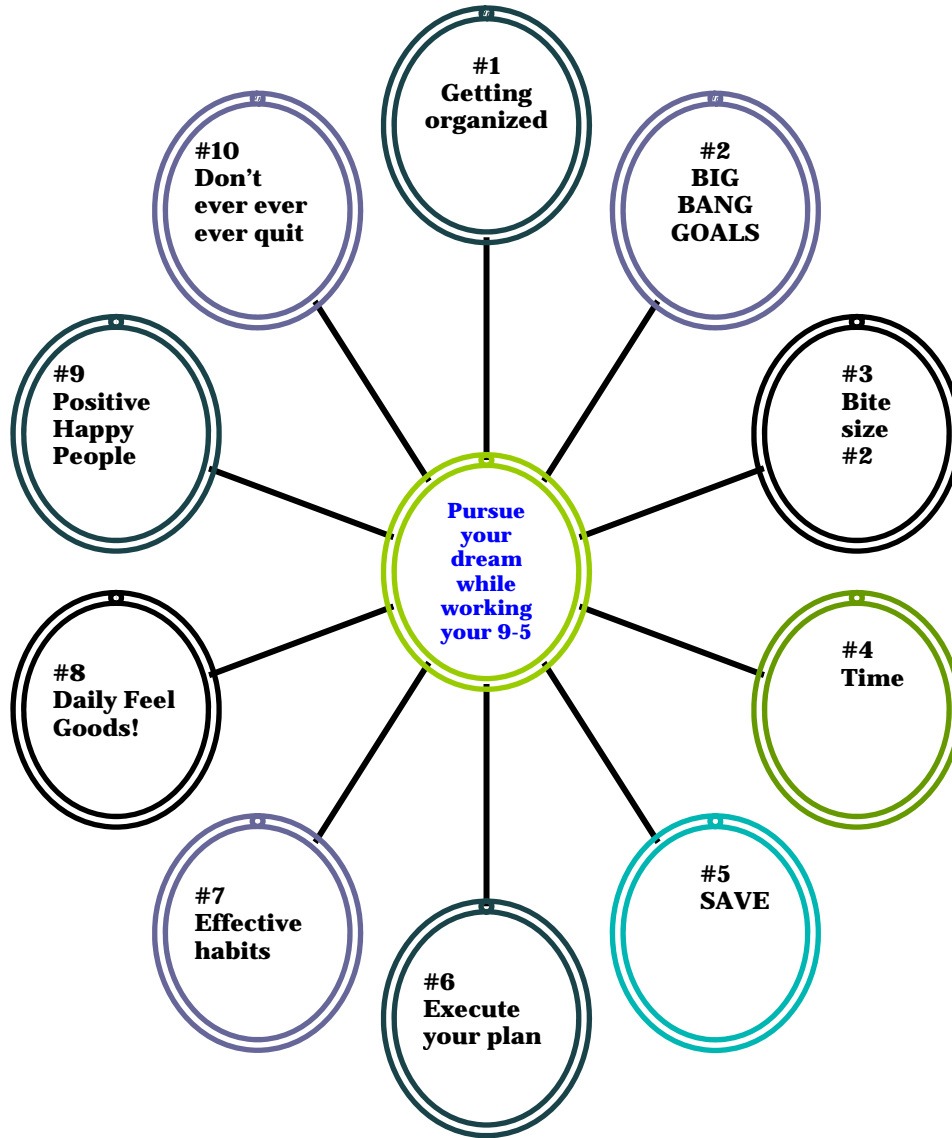 #1
Getting
organized
#2
BIG
BANG
GOALS
#3
Bite
size
#2
#4
Time
#5
SAVE
#6
Execute
your plan
#7
Effective
habits
#8
Daily Feel
Goods!
#9
Positive
Happy
People
#10
Don't
ever ever
ever quit
Pursue
your
dream
while
working
your 9-5